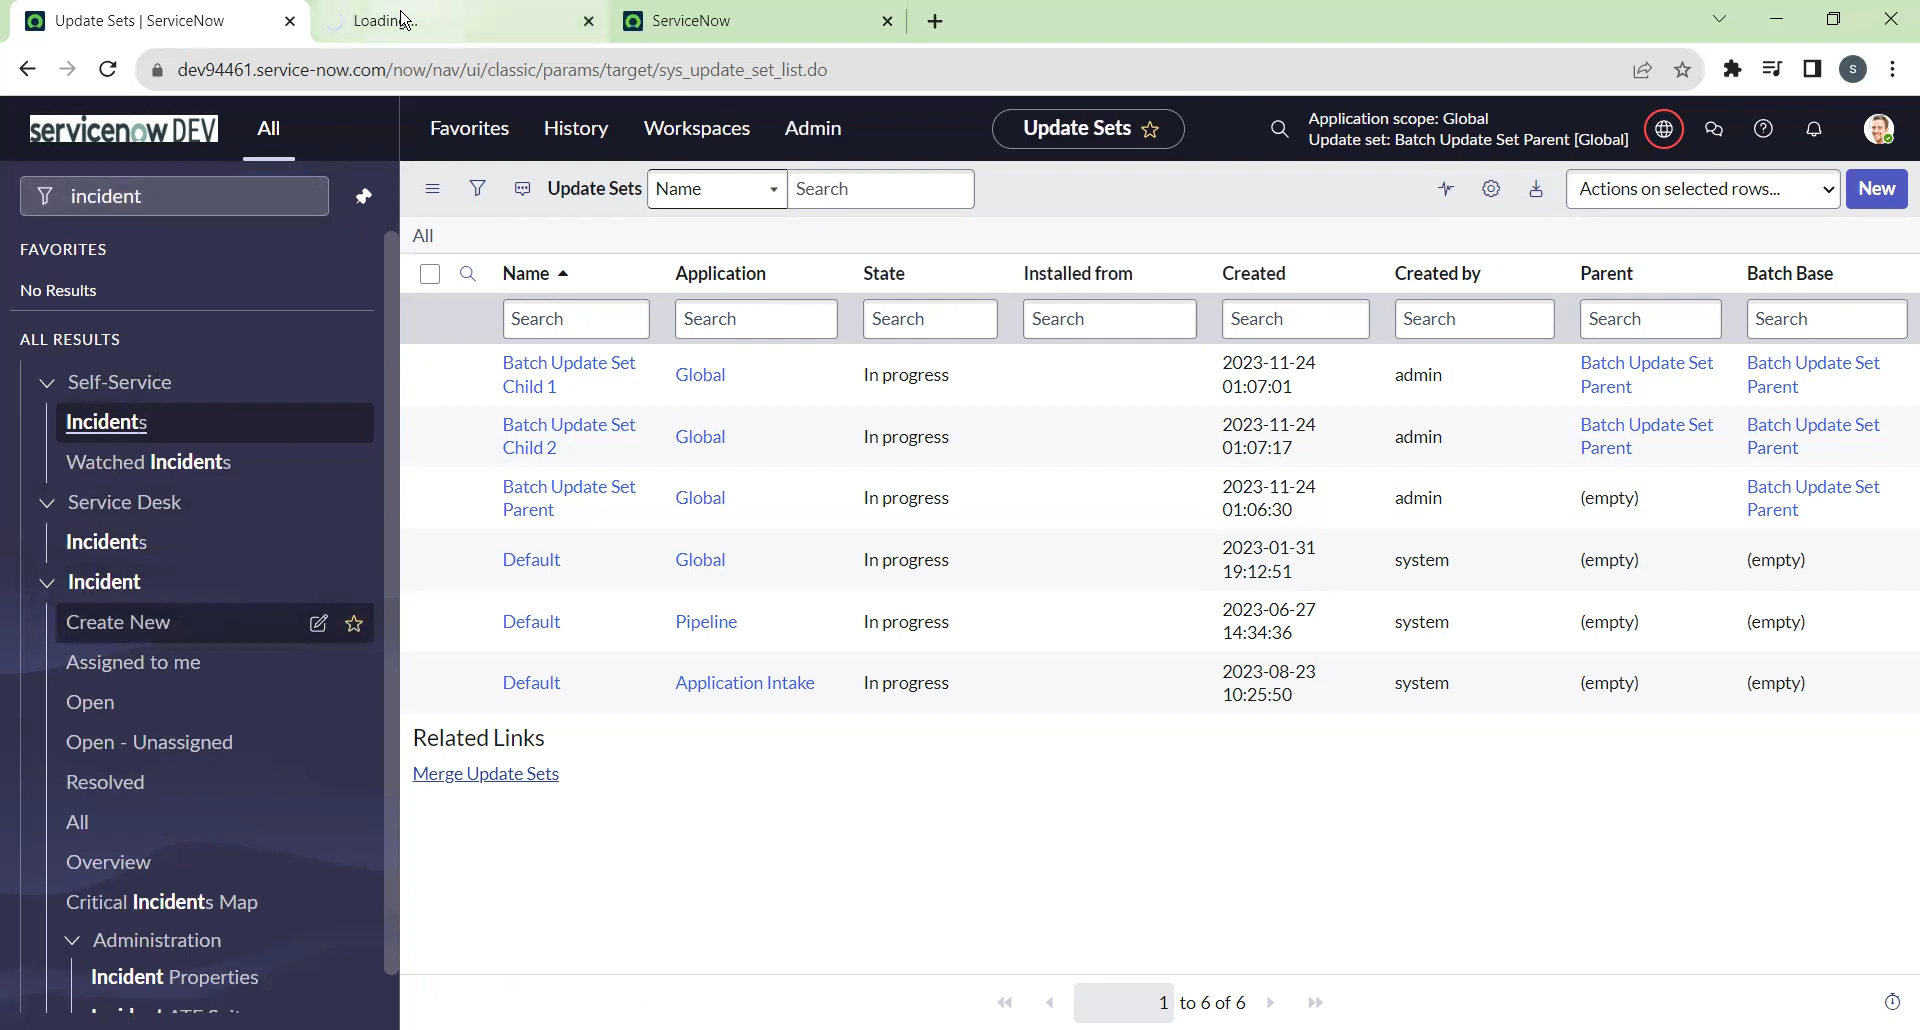 Update Sets | ServiceNow
Loading...
ServiceNow
dev94461.service-now.com/now/nav/ui/classic/params/target/sys_update_set_list.do
S
servicenow DEV
All
Favorites
History
Workspaces
Admin
Update Sets
Application scope: Global
Update set: Batch Update Set Parent [Global]
incident
FAVORITES
No Results
ALL RESULTS
Self-Service
Incidents
Watched Incidents
Service Desk
Incidents
Incident
Create New
Assigned to me
Open
Open - Unassigned
Resolved
All
Overview
Critical Incidents Map
Administration
Incident Properties
Update Sets
Name
Search
Actions on selected rows...
New
All
Name Application State Installed from Created Created by Parent Batch Base
Search Search Search Search Search Search Search Search
Batch Update Set Child 1 Global In progress 2023-11-24 01:07:01 admin Batch Update Set Parent Batch Update Set Parent
Batch Update Set Child 2 Global In progress 2023-11-24 01:07:17 admin Batch Update Set Parent Batch Update Set Parent
Batch Update Set Parent Global In progress 2023-11-24 01:06:30 admin (empty) Batch Update Set Parent
Default Global In progress 2023-01-31 19:12:51 system (empty) (empty)
Default Pipeline In progress 2023-06-27 14:34:36 system (empty) (empty)
Default Application Intake In progress 2023-08-23 10:25:50 system (empty) (empty)
Related Links
Merge Update Sets
1 to 6 of 6